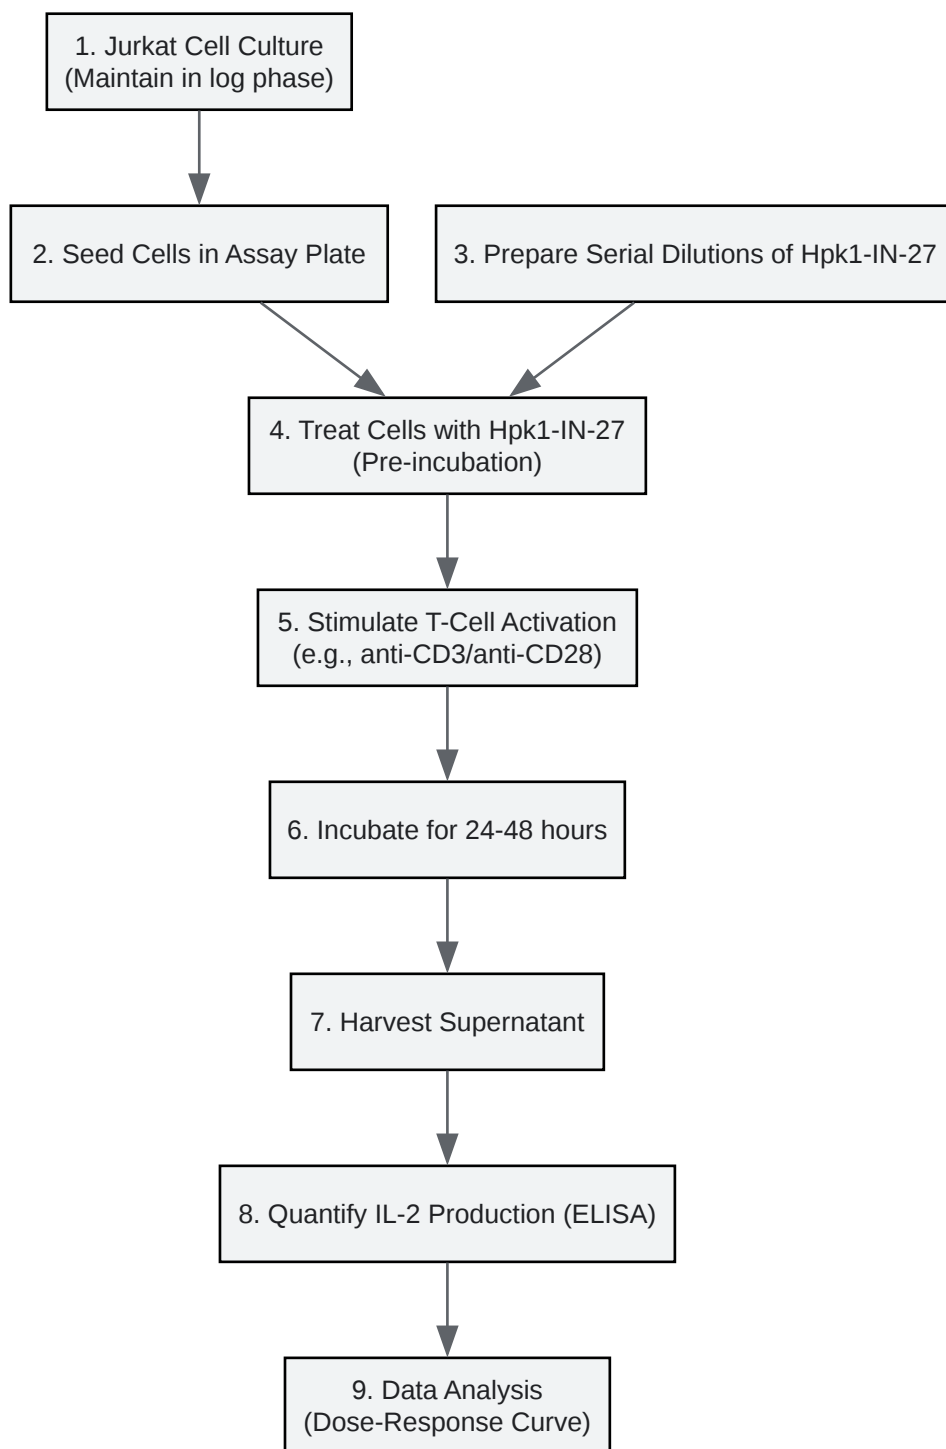 1. Jurkat Cell Culture
(Maintain in log phase)
2. Seed Cells in Assay Plate
3. Prepare Serial Dilutions of Hpk1-IN-27
4. Treat Cells with Hpk1-IN-27
(Pre-incubation)
5. Stimulate T-Cell Activation
(e.g., anti-CD3/anti-CD28)
6. Incubate for 24-48 hours
7. Harvest Supernatant
8. Quantify IL-2 Production (ELISA)
9. Data Analysis
(Dose-Response Curve)